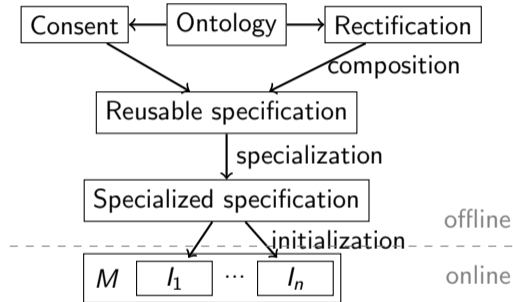 Consent Ontology Rectification
composition
Reusable specification
specialization
Specialized specification
offline
initialization
online
M I₁ ... Iₙ